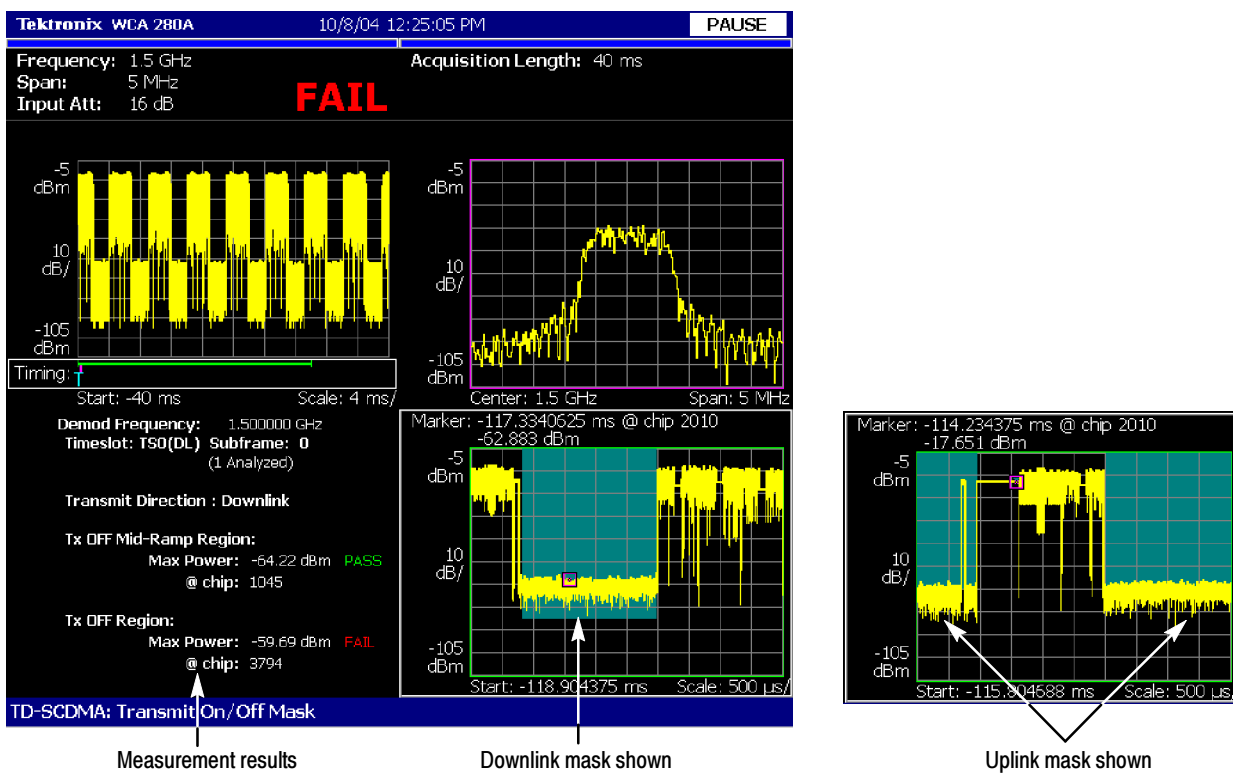 Tektronix WCA 280A 10/8/04 12:25:05 PM PAUSE
Frequency: 1.5 GHz
Span: 5 MHz
Input Att: 16 dB
FAIL
Acquisition Length: 40 ms
-5
dBm
10
dB/
-105
dBm
Timing:
T
Start: -40 ms Scale: 4 ms/
-5
dBm
10
dB/
-105
dBm
Center: 1.5 GHz Span: 5 MHz
Demod Frequency: 1.500000 GHz
Timeslot: TS0(DL) Subframe: 0
(1 Analyzed)
Transmit Direction : Downlink
Tx OFF Mid-Ramp Region:
Max Power: -64.22 dBm PASS
@ chip: 1045
Tx OFF Region:
Max Power: -59.69 dBm FAIL
@ chip: 3794
Marker: -117.3340625 ms @ chip 2010
-62.883 dBm
-5
dBm
10
dB/
-105
dBm
Start: -118.904375 ms Scale: 500 µs/
TD-SCDMA: Transmit On/Off Mask
Marker: -114.234375 ms @ chip 2010
-17.651 dBm
-5
dBm
10
dB/
-105
dBm
Start: -115.804688 ms Scale: 500 µs/
Measurement results
Downlink mask shown
Uplink mask shown